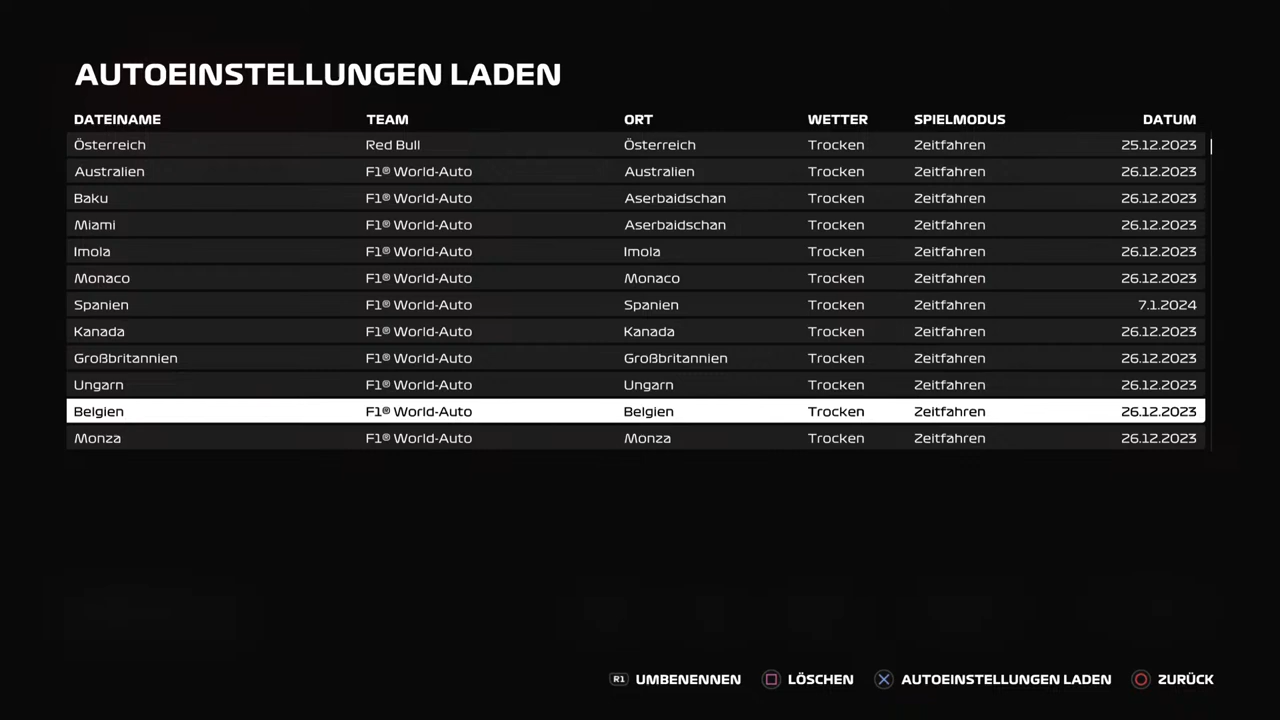 AUTOEINSTELLUNGEN LADEN
DATEINAME TEAM ORT WETTER SPIELMODUS DATUM
Österreich Red Bull Österreich Trocken Zeitfahren 25.12.2023
Australien F1® World-Auto Australien Trocken Zeitfahren 26.12.2023
Baku F1® World-Auto Aserbaidschan Trocken Zeitfahren 26.12.2023
Miami F1® World-Auto Aserbaidschan Trocken Zeitfahren 26.12.2023
Imola F1® World-Auto Imola Trocken Zeitfahren 26.12.2023
Monaco F1® World-Auto Monaco Trocken Zeitfahren 26.12.2023
Spanien F1® World-Auto Spanien Trocken Zeitfahren 7.1.2024
Kanada F1® World-Auto Kanada Trocken Zeitfahren 26.12.2023
Großbritannien F1® World-Auto Großbritannien Trocken Zeitfahren 26.12.2023
Ungarn F1® World-Auto Ungarn Trocken Zeitfahren 26.12.2023
Belgien F1® World-Auto Belgien Trocken Zeitfahren 26.12.2023
Monza F1® World-Auto Monza Trocken Zeitfahren 26.12.2023
R1 UMBENENNEN LÖSCHEN AUTOEINSTELLUNGEN LADEN ZURÜCK